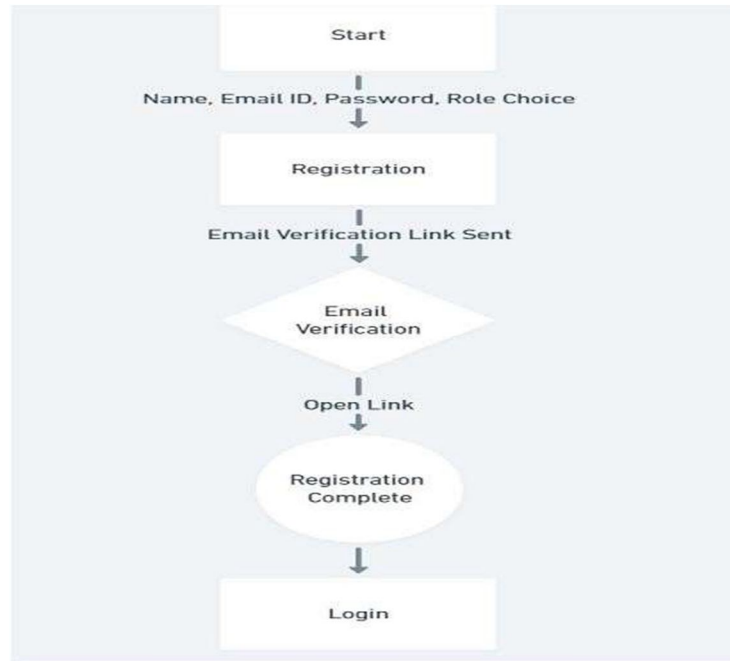 Start
Name, Email ID, Password, Role Choice
Registration
Email Verification Link Sent
Email
Verification
Open Link
Registration
Complete
Login